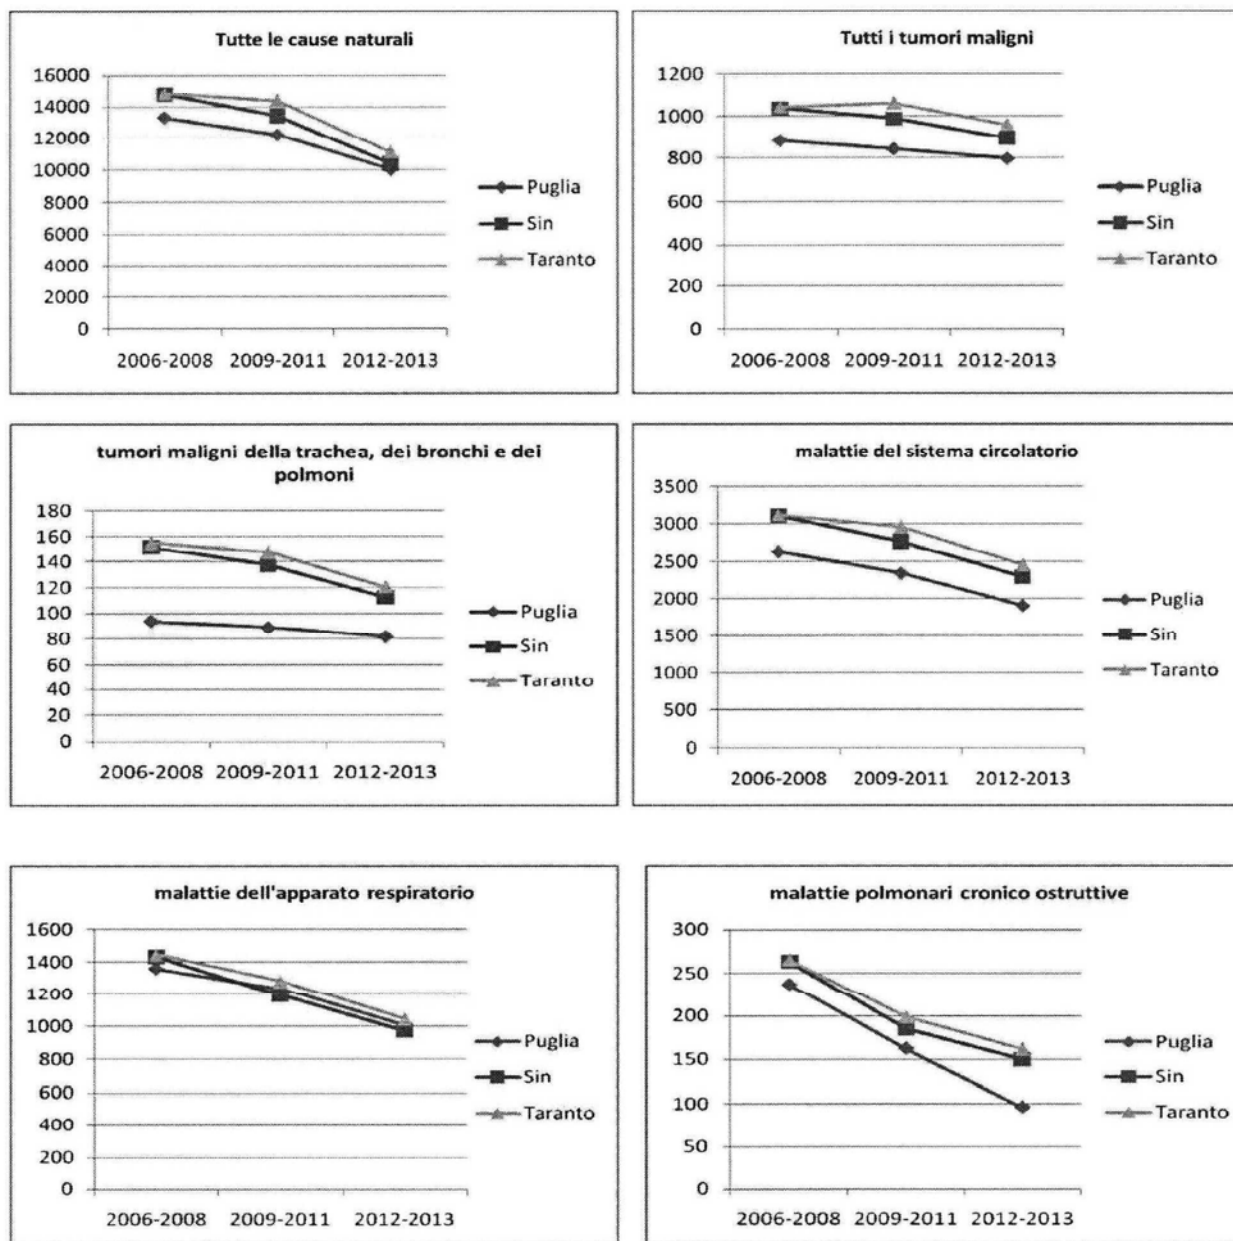 Tutte le cause naturali
16000
14000
12000
10000
8000
6000
4000
2000
0
2006-2008 2009-2011 2012-2013
Puglia
Sin
Taranto
Tutti i tumori maligni
1200
1000
800
600
400
200
0
2006-2008 2009-2011 2012-2013
Puglia
Sin
Taranto
tumori maligni della trachea, dei bronchi e dei
polmoni
180
160
140
120
100
80
60
40
20
0
2006-2008 2009-2011 2012-2013
Puglia
Sin
Taranto
malattie del sistema circolatorio
3500
3000
2500
2000
1500
1000
500
0
2006-2008 2009-2011 2012-2013
Puglia
Sin
Taranto
malattie dell'apparato respiratorio
1600
1400
1200
1000
800
600
400
200
0
2006-2008 2009-2011 2012-2013
Puglia
Sin
Taranto
malattie polmonari cronico ostruttive
300
250
200
150
100
50
0
2006-2008 2009-2011 2012-2013
Puglia
Sin
Taranto